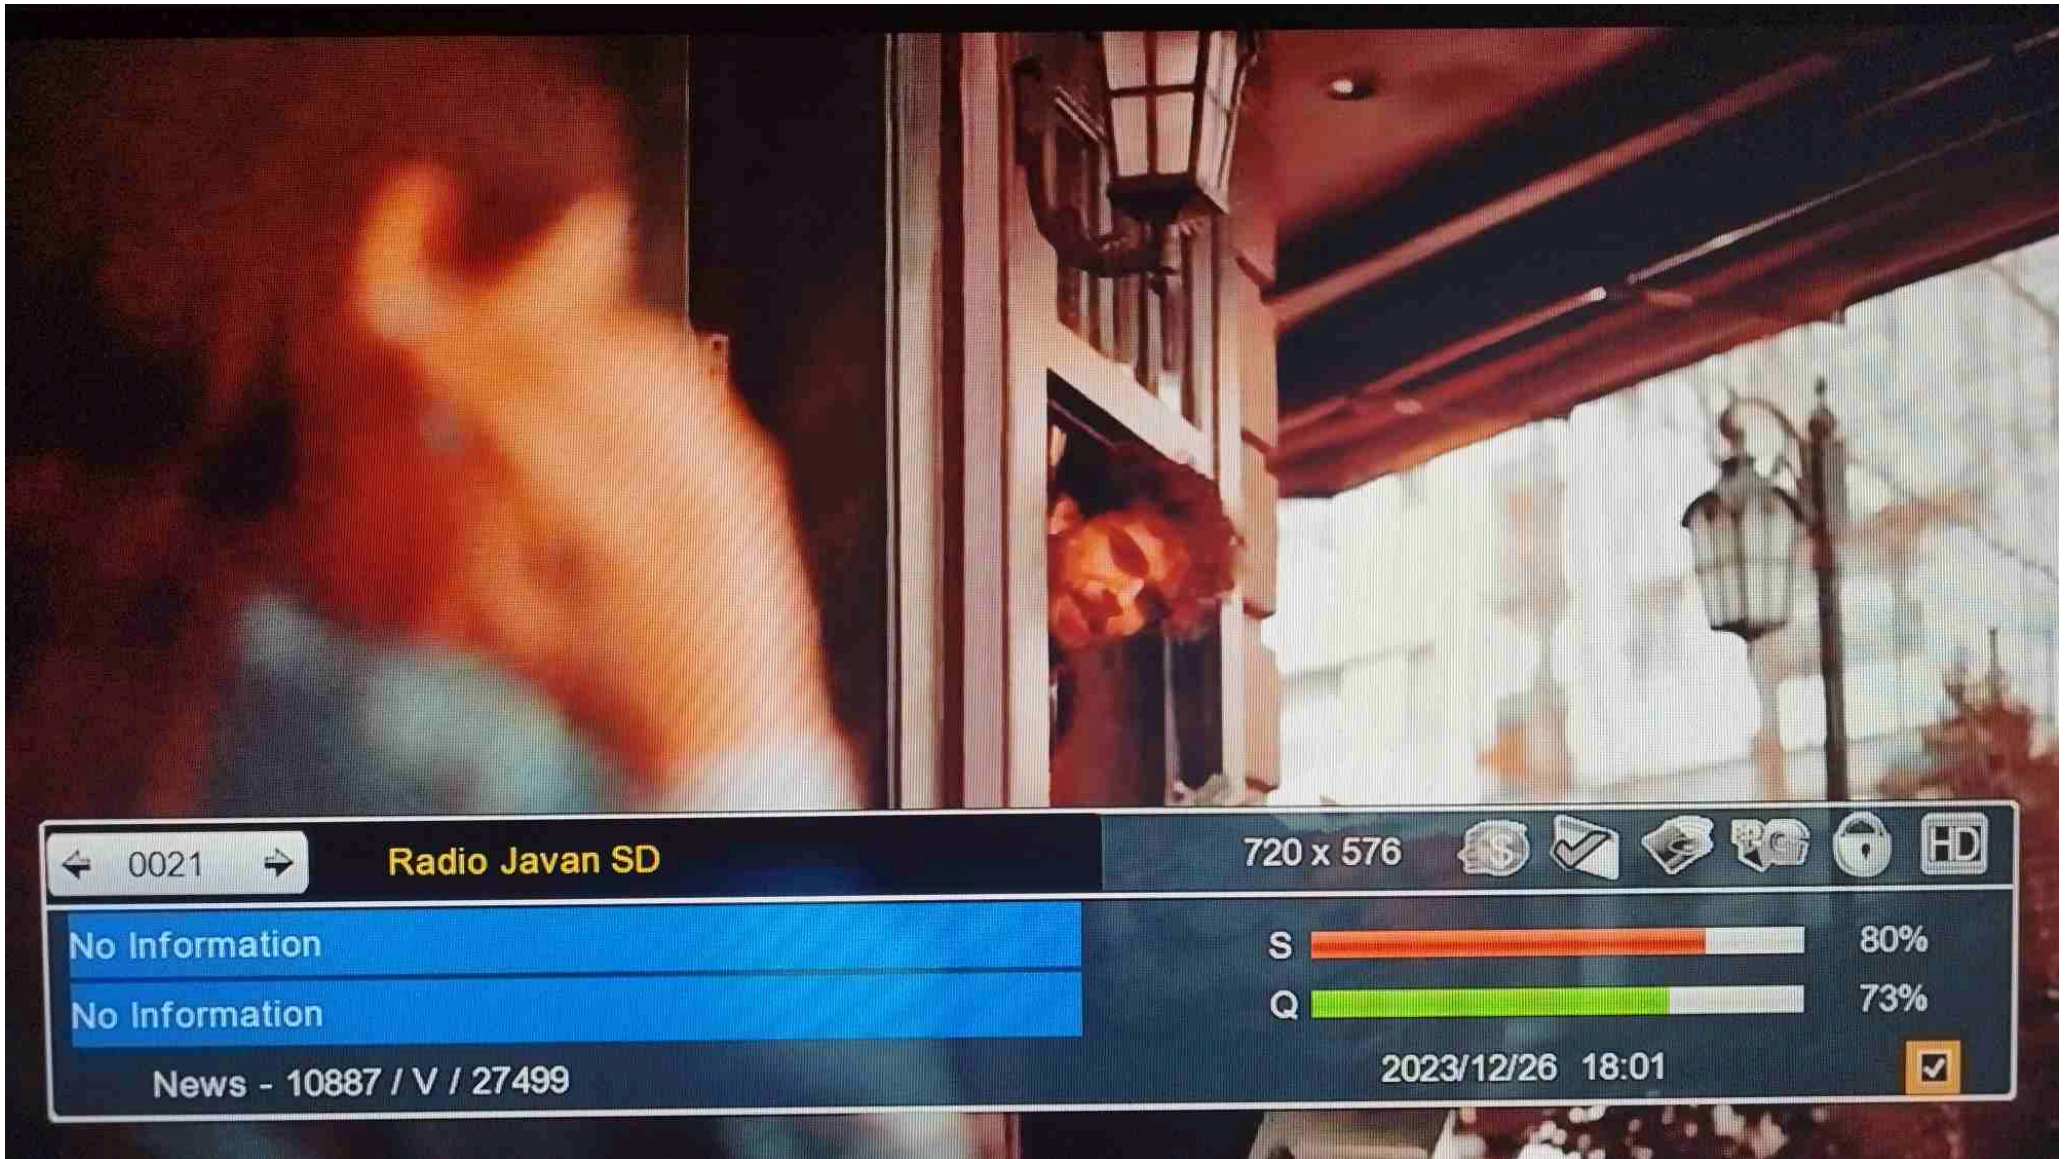 0021
Radio Javan SD
720 x 576
HD
No Information
No Information
S 80%
Q 73%
News - 10887 / V / 27499
2023/12/26 18:01